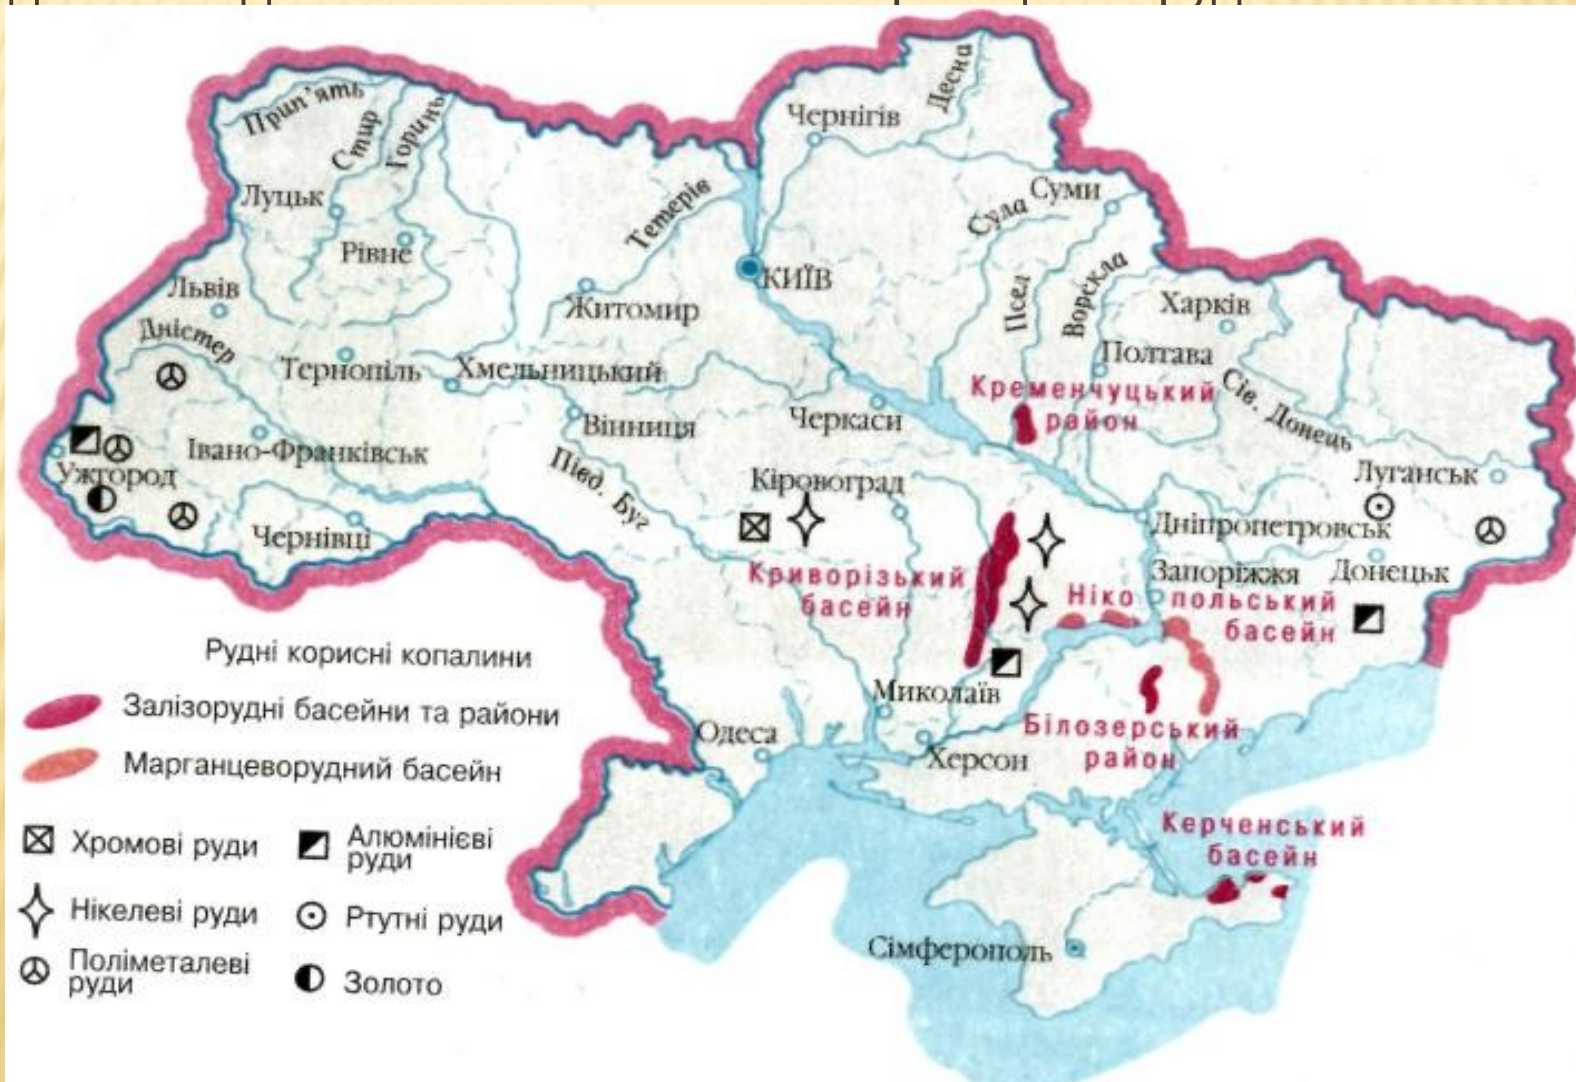 Прип'ять
Стир
Горинь
Десна
Чернігів
Луцьк
Рівне
Тетерів
Сула
Суми
КИЇВ
Псел
Ворскла
Львів
Житомир
Харків
Дністер
Тернопіль
Хмельницький
Полтава
Кременчуцький
район
Сів. Донець
Вінниця
Черкаси
Івано-Франківськ
Ужгород
Півд. Буг
Кіровоград
Луганськ
Чернівці
Дніпропетровськ
Криворізький
басейн
Запоріжжя
Донецьк
Ніко польський
басейн
Миколаїв
Одеса
Херсон
Білозерський
район
Керченський
басейн
Сімферополь
Рудні корисні копалини
Залізорудні басейни та райони
Марганцеворудний басейн
Хромові руди
Алюмінієві
руди
Нікелеві руди
Ртутні руди
Поліметалеві
руди
Золото